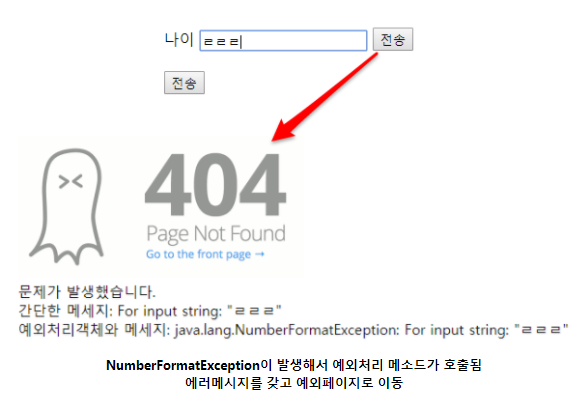 나이 ㄹㄹㄹ 전송
전송
404
Page Not Found
Go to the front page →
문제가 발생했습니다.
간단한 메세지: For input string: "ㄹㄹㄹ"
예외처리객체와 메세지: java.lang.NumberFormatException: For input string: "ㄹㄹㄹ"
NumberFormatException이 발생해서 예외처리 메소드가 호출됨
에러메시지를 갖고 예외페이지로 이동